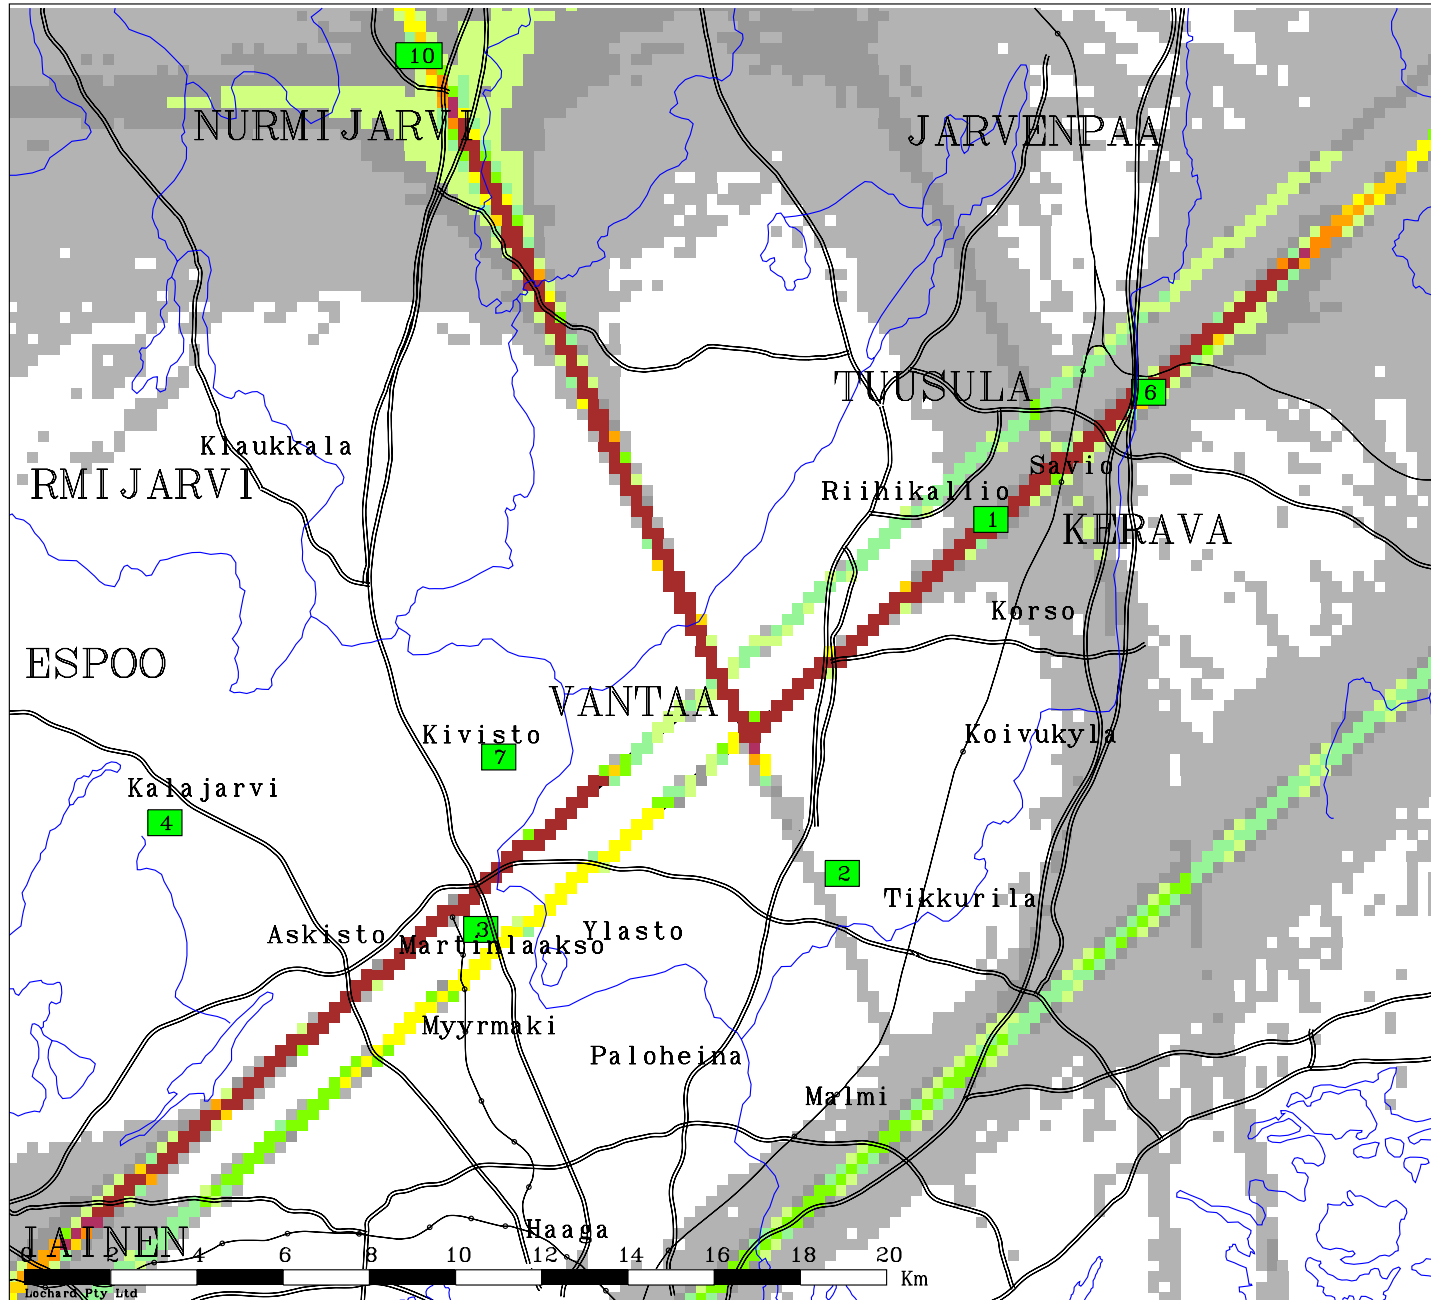 10
NURMIJARVI
JARVENPAA
TUUSULA
6
Klaukkala
Savio
RMIJARVI
Riihikallio
1
KERAVA
Korso
ESPOO
VANTAA
Kivisto
Koivukyla
7
Kalajarvi
4
2
Tikkurila
3
Ylasto
Askisto
Martinlaakso
Myyrmaki
Paloheina
Malmi
Haaga
JAINEN
0 2 4 6 8 10 12 14 16 18 20
Km
Lochard Pty Ltd